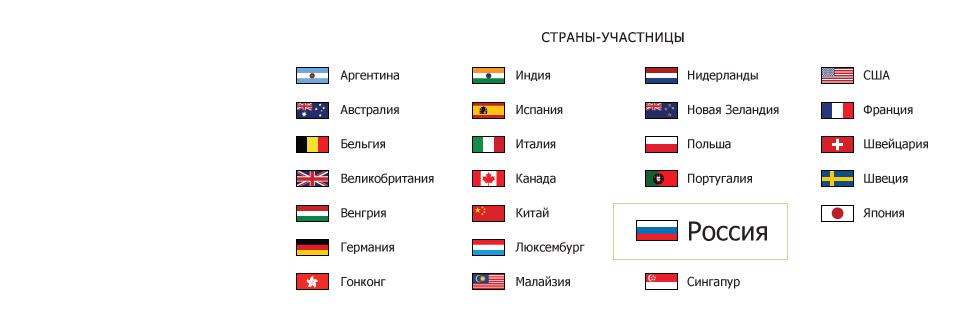 СТРАНЫ-УЧАСТНИЦЫ
Аргентина
Австралия
Бельгия
Великобритания
Венгрия
Германия
Гонконг
Индия
Испания
Италия
Канада
Китай
Люксембург
Малайзия
Нидерланды
Новая Зеландия
Польша
Португалия
Россия
Сингапур
США
Франция
Швейцария
Швеция
Япония